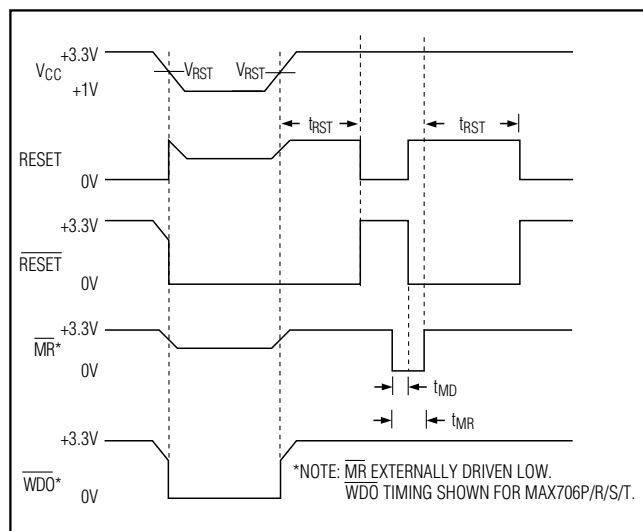 +3.3V
VCC
+1V
VRST
VRST
tRST
tRST
RESET
0V
+3.3V
RESET
0V
+3.3V
MR*
0V
tMD
tMR
+3.3V
WDO*
0V
*NOTE: MR EXTERNALLY DRIVEN LOW.
WDO TIMING SHOWN FOR MAX706P/R/S/T.